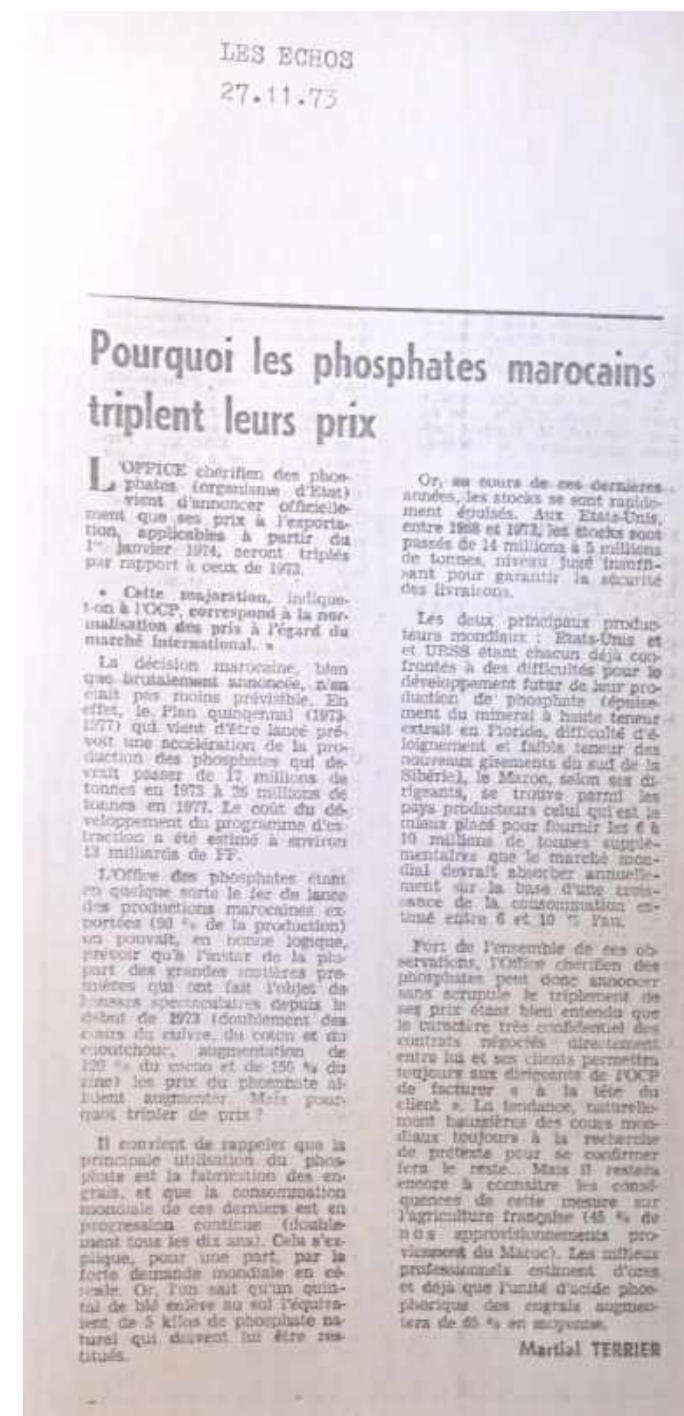 LES ECHOS
27.11.73
Pourquoi les phosphates marocains
triplent leurs prix
L'OFFICE chérifien des phos-
phates (organisme d'Etat)
vient d'annoncer officielle-
ment que ses prix à l'exporta-
tion, applicables à partir du
1er janvier 1974, seront triplés
par rapport à ceux de 1973.
« Cette majoration, indique-
t-on à l'OCP, correspond à la nor-
malisation des prix à l'égard du
marché international. »
La décision marocaine, bien
que brutalement annoncée, n'en
était pas moins prévisible. En
effet, le Plan quinquennal (1973-
1977) qui vient d'être lancé pré-
voit une accélération de la pro-
duction des phosphates qui de-
vrait passer de 17 millions de
tonnes en 1973 à 26 millions de
tonnes en 1977. Le coût du dé-
veloppement du programme d'ex-
traction a été estimé à environ
13 milliards de FF.
L'Office des phosphates étant
en quelque sorte le fer de lance
des productions marocaines ex-
portées (90 % de la production)
on pouvait, en bonne logique,
prévoir qu'à l'instar de la plu-
part des grandes matières pre-
mières qui ont fait l'objet de
hausses spectaculaires depuis le
début de 1973 (doublement des
cours du cuivre, du coton et du
caoutchouc, augmentation de
120 % du cacao et de 150 % du
zinc) les prix du phosphate al-
laient augmenter. Mais pour-
quoi tripler de prix ?
Il convient de rappeler que la
principale utilisation du phos-
phate est la fabrication des en-
grais, et que la consommation
mondiale de ces derniers est en
progression continue (double-
ment tous les dix ans). Cela s'ex-
plique, pour une part, par la
forte demande mondiale en cé-
réale. Or, l'on sait qu'un quin-
tal de blé enlève au sol l'équiva-
lent de 5 kilos de phosphate na-
turel qui doivent lui être res-
titués.
Or, au cours de ces dernières
années, les stocks se sont rapide-
ment épuisés. Aux Etats-Unis,
entre 1968 et 1972, les stocks sont
passés de 14 millions à 5 millions
de tonnes, niveau jugé insuffi-
sant pour garantir la sécurité
des livraisons.
Les deux principaux produc-
teurs mondiaux : Etats-Unis et
et URSS étant chacun déjà con-
frontés à des difficultés pour le
développement futur de leur pro-
duction de phosphate (épuise-
ment du minerai à haute teneur
extrait en Floride, difficulté d'é-
loignement et faible teneur des
nouveaux gisements du sud de la
Sibérie), le Maroc, selon ses di-
rigeants, se trouve parmi les
pays producteurs celui qui est le
mieux placé pour fournir les 6 à
10 millions de tonnes supplé-
mentaires que le marché mon-
dial devrait absorber annuelle-
ment sur la base d'une crois-
sance de la consommation es-
timé entre 6 et 10 % l'an.
Fort de l'ensemble de ces ob-
servations, l'Office chérifien des
phosphates peut donc annoncer
sans scrupule le triplement de
ses prix étant bien entendu que
le caractère très confidentiel des
contrats négociés directement
entre lui et ses clients permettra
toujours aux dirigeants de l'OCP
de facturer « à la tête du
client ». La tendance, naturelle-
ment haussières des cours mon-
diaux toujours à la recherche
de prétexte pour se confirmer
fera le reste... Mais il restera
encore à connaître les consé-
quences de cette mesure sur
l'agriculture française (45 % de
nos approvisionnements pro-
viennent du Maroc). Les milieux
professionnels estiment d'ores
et déjà que l'unité d'acide phos-
phorique des engrais augmen-
tera de 65 % en moyenne.
Martial TERRIER